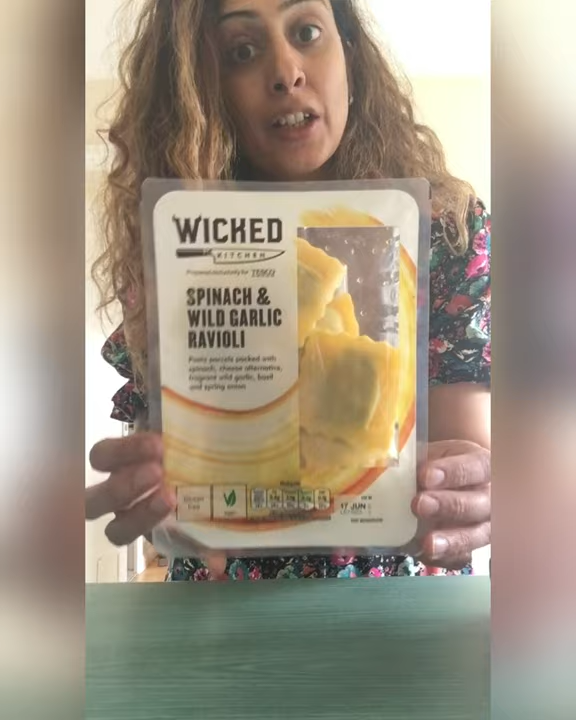 WICKED
KITCHEN
Prepared exclusively for TESCO
SPINACH &
WILD GARLIC
RAVIOLI
Pasta parcels packed with
spinach, cheese alternative,
fragrant wild garlic, basil
and spring onion
17 JUN